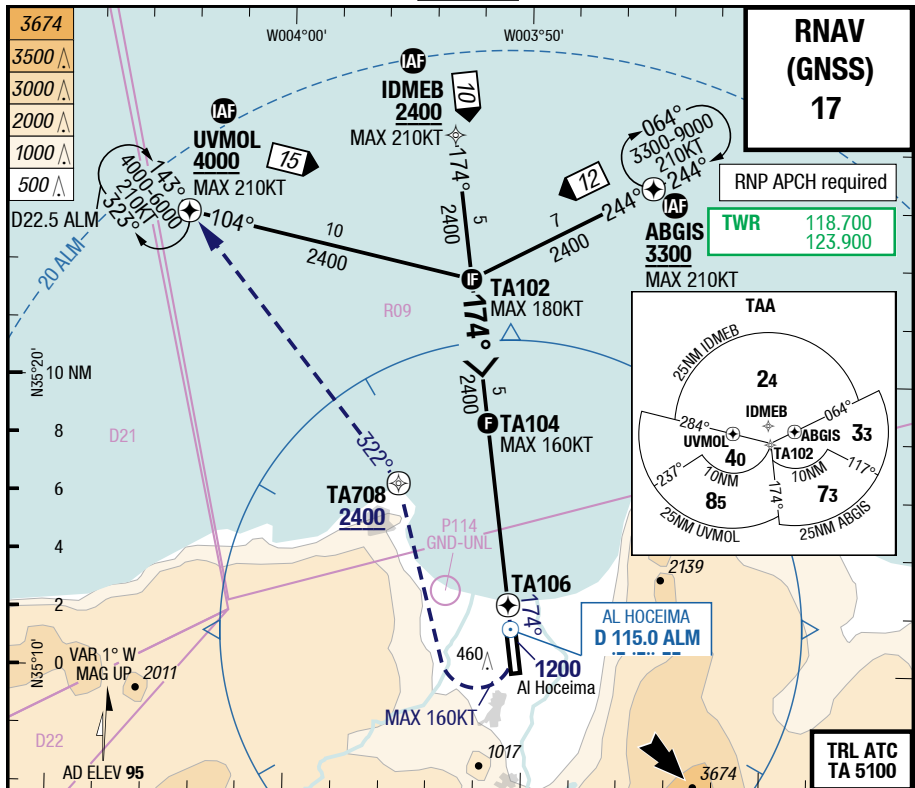 3674
3500
3000
2000
1000
500
W004°00'
W003°50'
RNAV
(GNSS)
17
RNP APCH required
TWR 118.700
123.900
IAF
UVMOL
4000
MAX 210KT
15
IAF
IDMEB
2400
MAX 210KT
10
174°
5
2400
064°
3300-9000
210KT
244°
244°
12
IAF
ABGIS
3300
MAX 210KT
7
2400
143°
4000-6000
210KT
323°
D22.5 ALM
20 ALM
104°
10
2400
IF
TA102
MAX 180KT
174°
R09
5
2400
F
TA104
MAX 160KT
N35°20'
10 NM
8
6
4
2
0
N35°10'
D21
322°
TA708
2400
P114
GND-UNL
TA106
174°
AL HOCEIMA
D 115.0 ALM
1200
Al Hoceima
460
MAX 160KT
2139
2011
1017
3674
VAR 1° W
MAG UP
D22
AD ELEV 95
TRL ATC
TA 5100
TAA
25NM IDMEB
24
IDMEB
284°
064°
UVMOL
ABGIS
TA102
33
40
237°
10NM
10NM
117°
85
174°
73
25NM UVMOL
25NM ABGIS